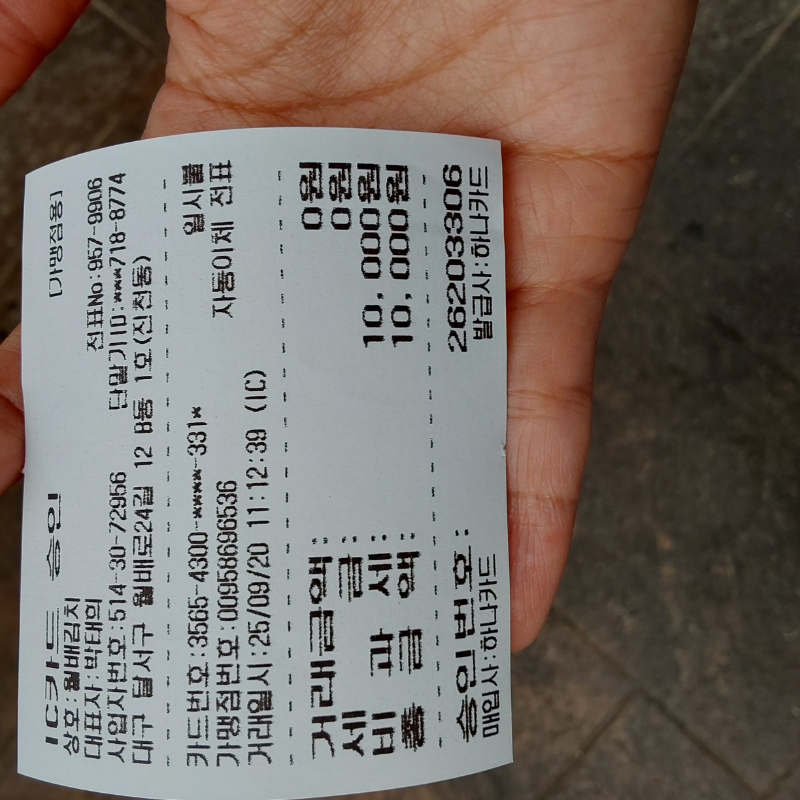 IC카드 승인 [가맹점용]
상호:월배김치 전표No:957-9906
대표자:박태희 단말기ID:***718-8774
사업자번호:514-30-72956
대구 달서구 월배로24길 12 B동 1호(진천동)
카드번호:3565-4300-****-331* 일시불
가맹점번호:00958696536 자동이체 전표
거래일시:25/09/20 11:12:39 (IC)
거래금액: 0원
세 금: 0원
비 과 세: 10,000원
총 금 액: 10,000원
승인번호: 26203306
매입사:하나카드 발급사:하나카드